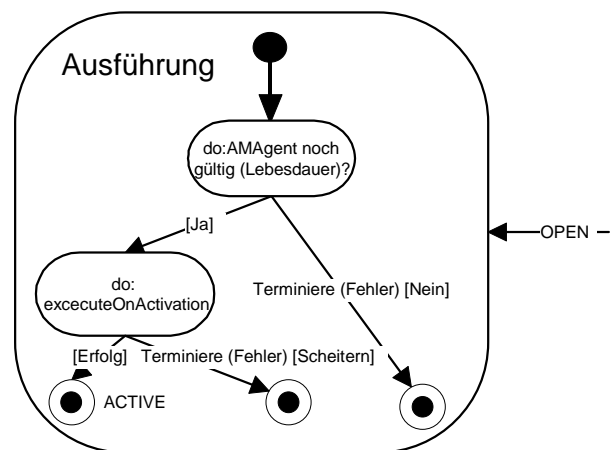 Ausführung
do:AMAgent noch
gültig (Lebesdauer)?
[Ja]
OPEN
do:
excecuteOnActivation
Terminiere (Fehler) [Nein]
[Erfolg]
Terminiere (Fehler) [Scheitern]
ACTIVE